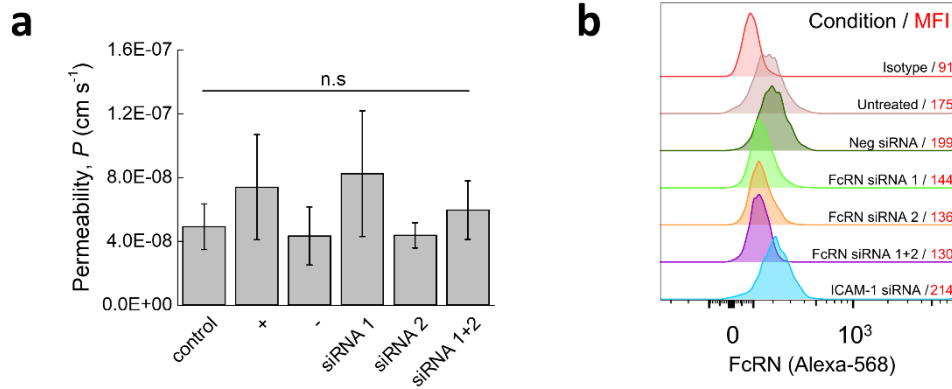 a
Permeability, P (cm s⁻¹)
1.6E-07
1.2E-07
8.0E-08
4.0E-08
0.0E+00
n.s
control
+
-
siRNA 1
siRNA 2
siRNA 1+2
b
Condition / MFI
Isotype / 91
Untreated / 175
Neg siRNA / 199
FcRN siRNA 1 / 144
FcRN siRNA 2 / 136
FcRN siRNA 1+2 / 130
ICAM-1 siRNA / 214
0
10³
FcRN (Alexa-568)